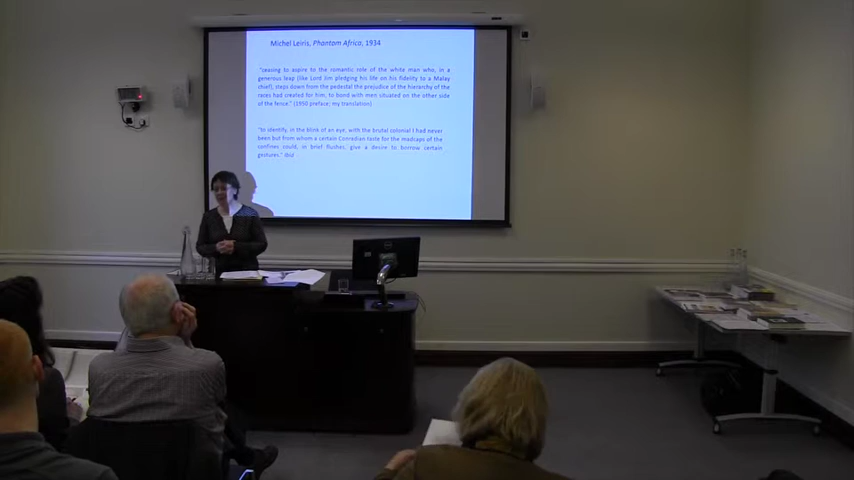 Michel Leiris, Phantom Africa, 1934
"ceasing to aspire to the romantic role of the white man who, in a
generous leap (like Lord Jim pledging his life on his fidelity to a Malay
chief), steps down from the pedestal the prejudice of the hierarchy of the
races had created for him, to bond with men situated on the other side
of the fence." (1950 preface; my translation)
"to identify, in the blink of an eye, with the brutal colonial I had never
been but from whom a certain Conradian taste for the madcaps of the
confines could, in brief flushes, give a desire to borrow certain
gestures." Ibid